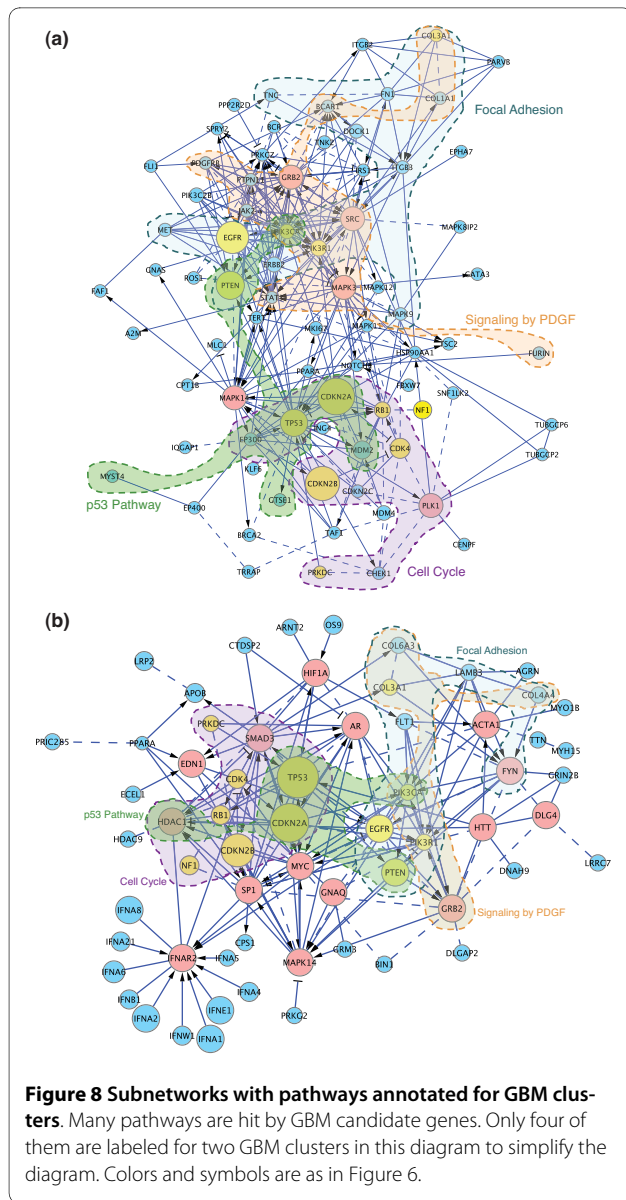 (a)
COL3A1
ITGB2
PARVB
TNC
FN1
COL1A1
PPP2R2D
BCAR1
Focal Adhesion
SPRY2
BCR
DOCK1
TNK2
PRKCZ
ITGB3
EPHA7
FLI1
PDGFRB
GRB2
IRS1
PTPN11
PIK3C2B
JAK2
SRC
MAPK8IP2
MET
EGFR
PIK3CA
PIK3R1
ERBB2
GNAS
ROS1
PTEN
GATA3
FAF1
STAT3
MAPK3
MAPK12
MAPK9
Signaling by PDGF
TERT
A2M
MKI67
MLC1
HSP90AA1
FURIN
PPARA
CPT1B
FBXW7
SNF1LK2
MAPK14
CDKN2A
RB1
NF1
TUBGCP6
TP53
ING4
EP300
IQGAP1
MDM2
CDK4
TUBGCP2
KLF6
MYST4
CDKN2B
CDKN2C
GTSE1
PLK1
p53 Pathway
EP400
MDM4
BRCA2
TAF1
CENPF
TRRAP
PRKDC
CHEK1
Cell Cycle
(b)
ARNT2
OS9
COL6A3
Focal Adhesion
CTDSP2
LAMB3
AGRN
LRP2
HIF1A
COL3A1
COL4A4
APOB
MYO1B
PRKDC
AR
FLT1
ACTA1
SMAD3
TTN
PRIC285
PPARA
MYH15
EDN1
FYN
CDK4
TP53
GRIN2B
ECEL1
PIK3CA
p53 Pathway
HDAC1
RB1
CDKN2A
EGFR
HTT
DLG4
PIK3R1
HDAC9
CDKN2B
NF1
MYC
PTEN
DNAH9
LRRC7
Cell Cycle
SP1
GNAQ
GRB2
Signaling by PDGF
IFNA8
IFNA21
CPS1
GRM3
IFNAR2
IFNA5
MAPK14
BIN1
DLGAP2
IFNA6
IFNA4
IFNB1
IFNE1
PRKG2
IFNA2
IFNW1
IFNA1
Figure 8 Subnetworks with pathways annotated for GBM clus-
ters. Many pathways are hit by GBM candidate genes. Only four of
them are labeled for two GBM clusters in this diagram to simplify the
diagram. Colors and symbols are as in Figure 6.